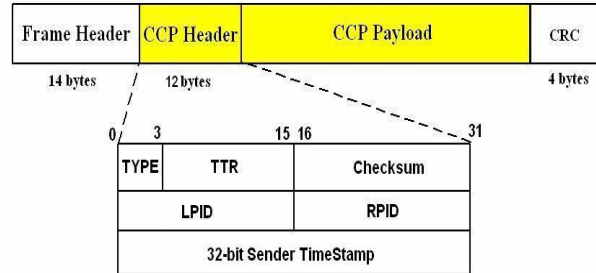 Frame Header CCP Header CCP Payload CRC
14 bytes 12 bytes 4 bytes
0 3 15 16 31
TYPE TTR Checksum
LPID RPID
32-bit Sender TimeStamp